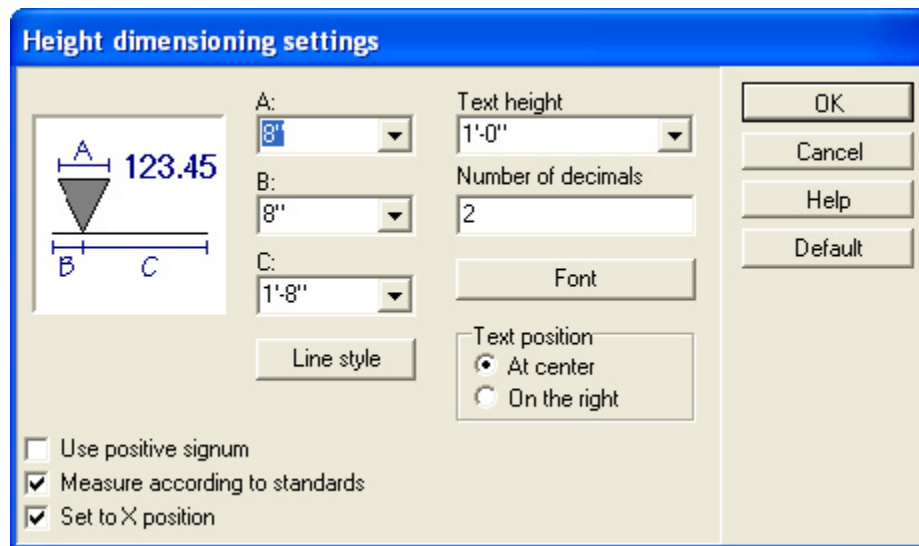 Height dimensioning settings
A
123.45
B
C
A:
8"
B:
8"
C:
1'-8"
Line style
Text height
1'-0"
Number of decimals
2
Font
Text position
At center
On the right
Use positive signum
Measure according to standards
Set to X position
OK
Cancel
Help
Default